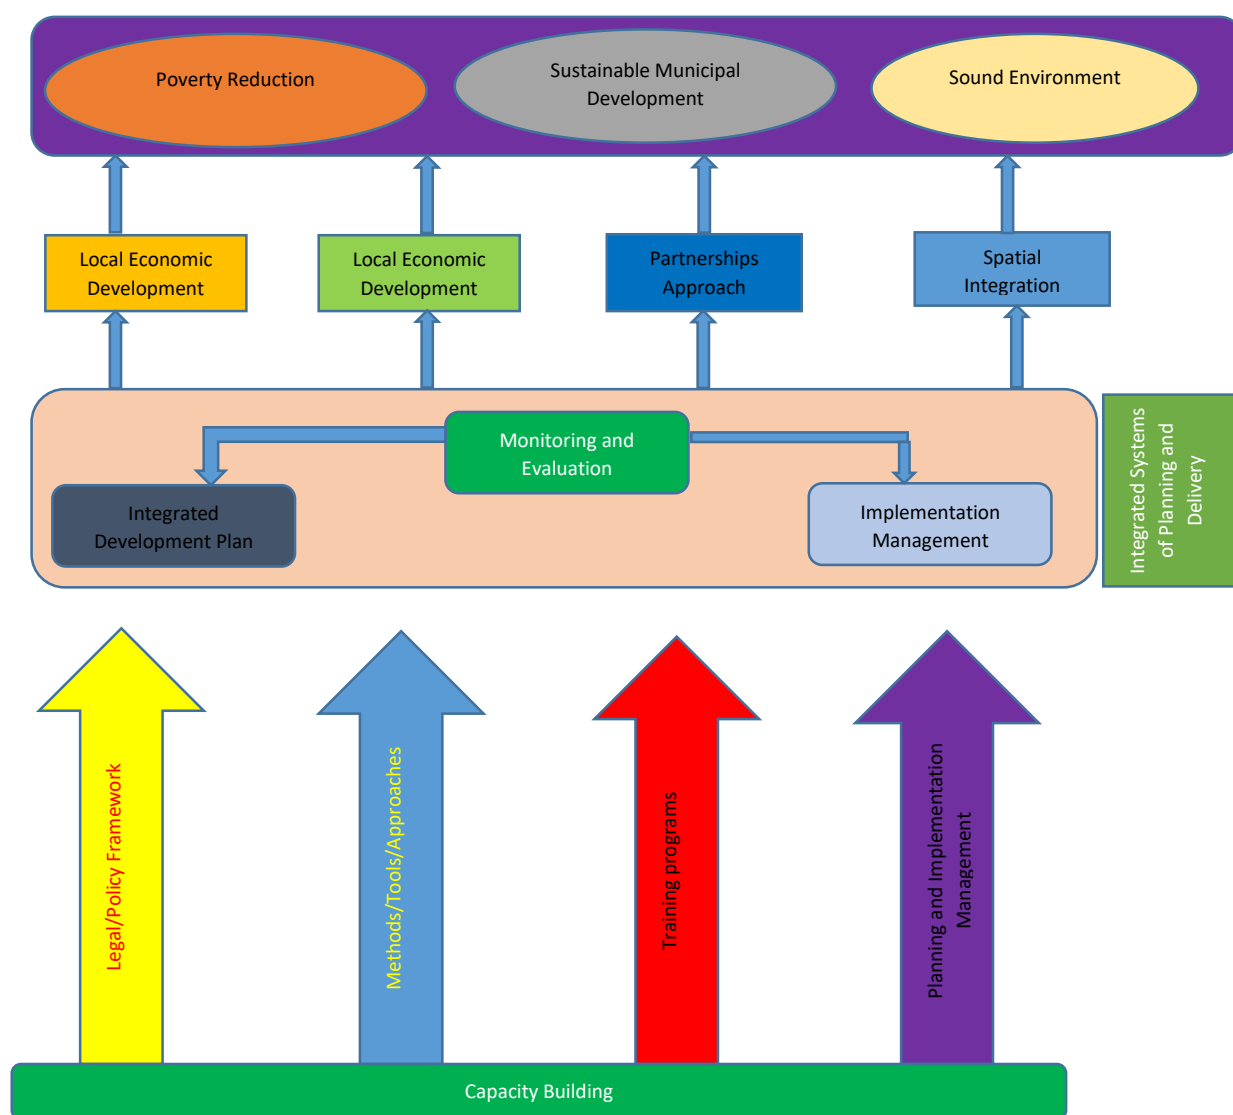 Poverty Reduction
Sustainable Municipal
Development
Sound Environment
Local Economic
Development
Local Economic
Development
Partnerships
Approach
Spatial
Integration
Monitoring and
Evaluation
Integrated
Development Plan
Implementation
Management
Integrated Systems
of Planning and
Delivery
Legal/Policy Framework
Methods/Tools/Approaches
Training programs
Planning and Implementation
Management
Capacity Building